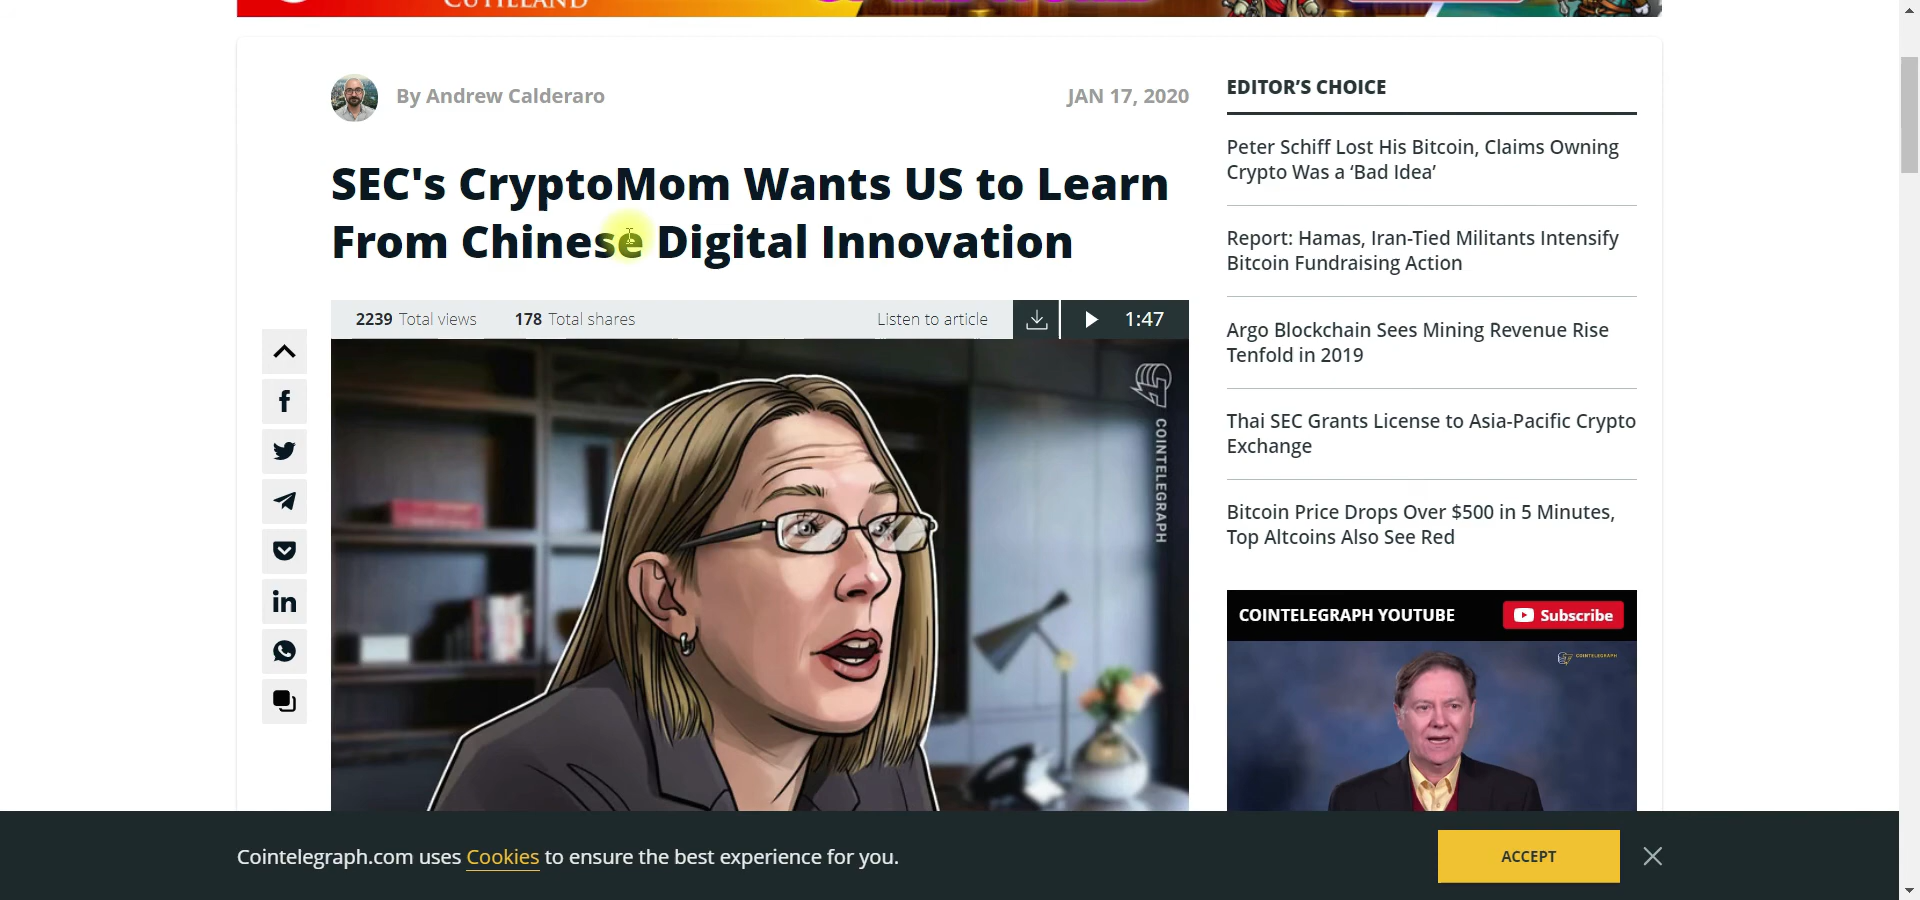 By Andrew Calderaro
JAN 17, 2020
SEC's CryptoMom Wants US to Learn
From Chinese Digital Innovation
2239 Total views
178 Total shares
Listen to article
1:47
COINTELEGRAPH
EDITOR'S CHOICE
Peter Schiff Lost His Bitcoin, Claims Owning
Crypto Was a ‘Bad Idea’
Report: Hamas, Iran-Tied Militants Intensify
Bitcoin Fundraising Action
Argo Blockchain Sees Mining Revenue Rise
Tenfold in 2019
Thai SEC Grants License to Asia-Pacific Crypto
Exchange
Bitcoin Price Drops Over $500 in 5 Minutes,
Top Altcoins Also See Red
COINTELEGRAPH YOUTUBE
Subscribe
COINTELEGRAPH
Cointelegraph.com uses Cookies to ensure the best experience for you.
ACCEPT